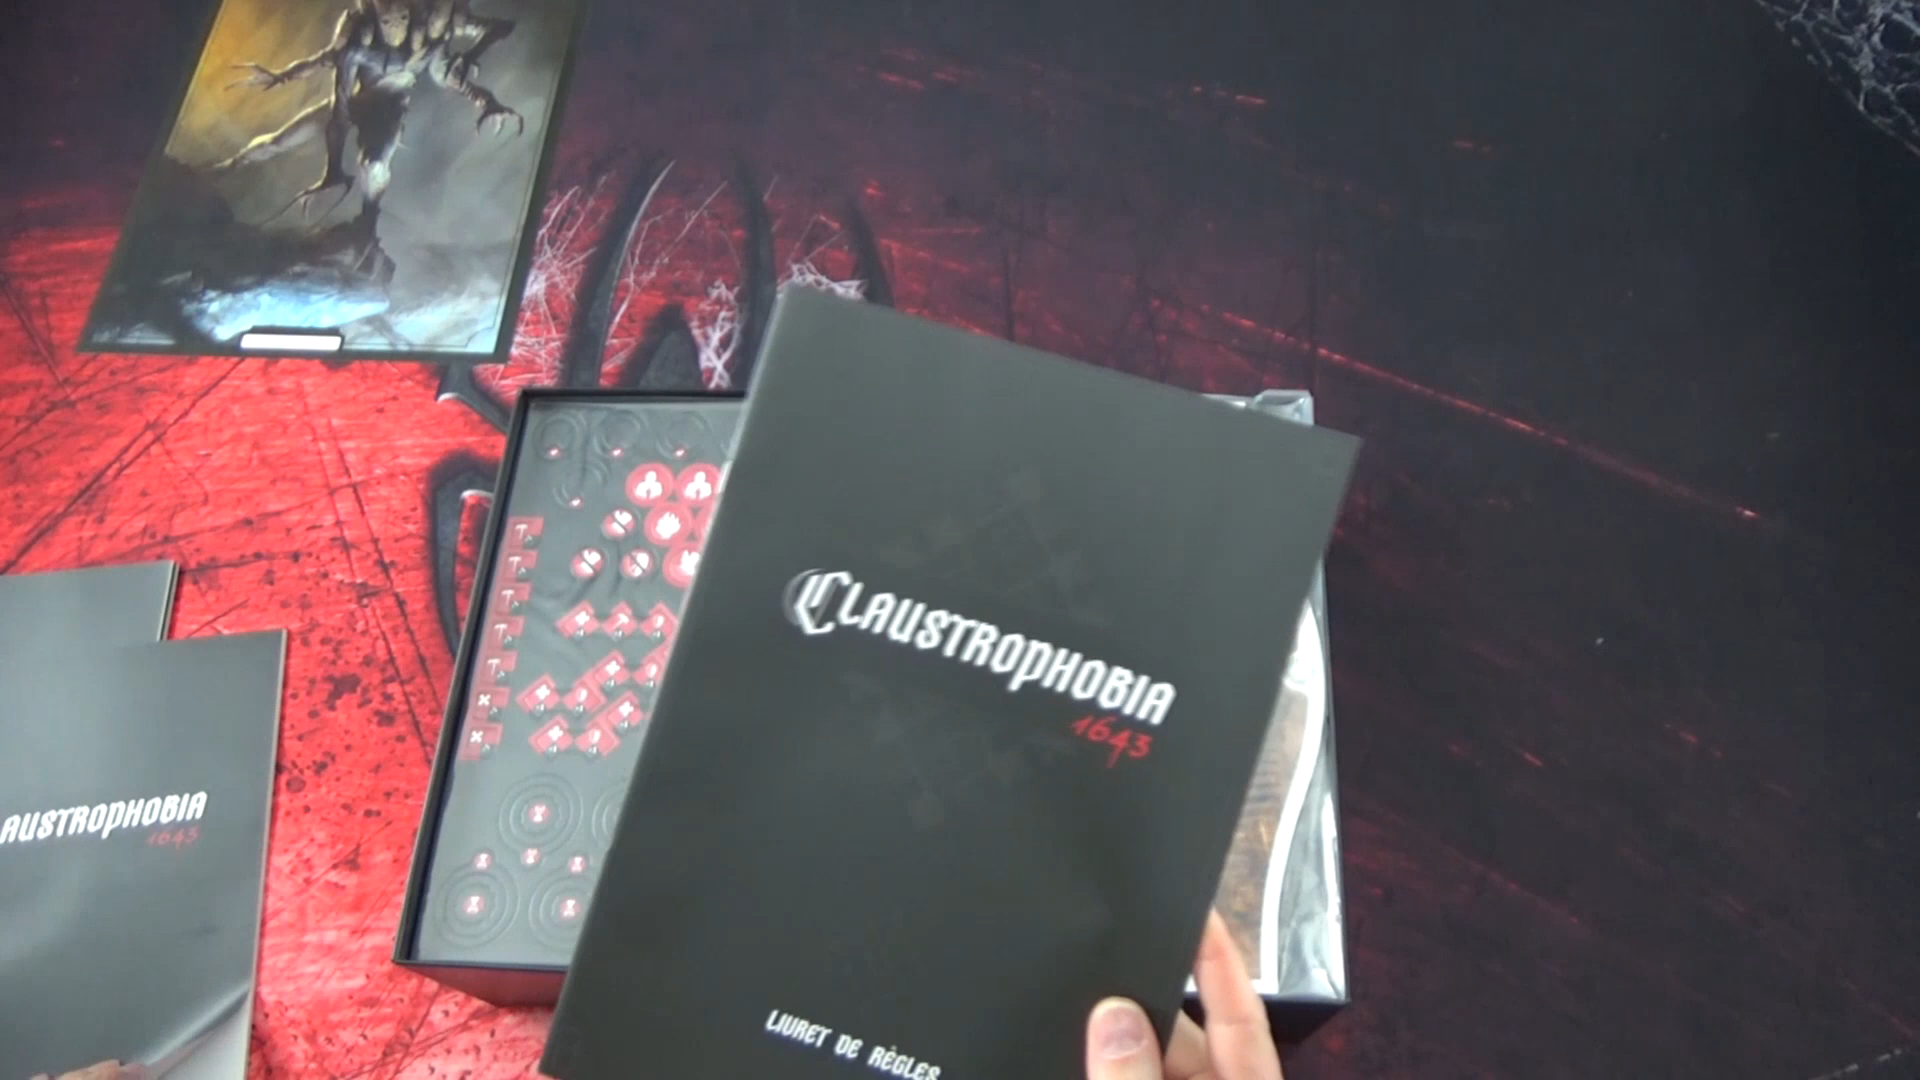 CLAUSTROPHOBIA
1643
LIVRET DE RÈGLES
AUSTROPHOBIA
1643